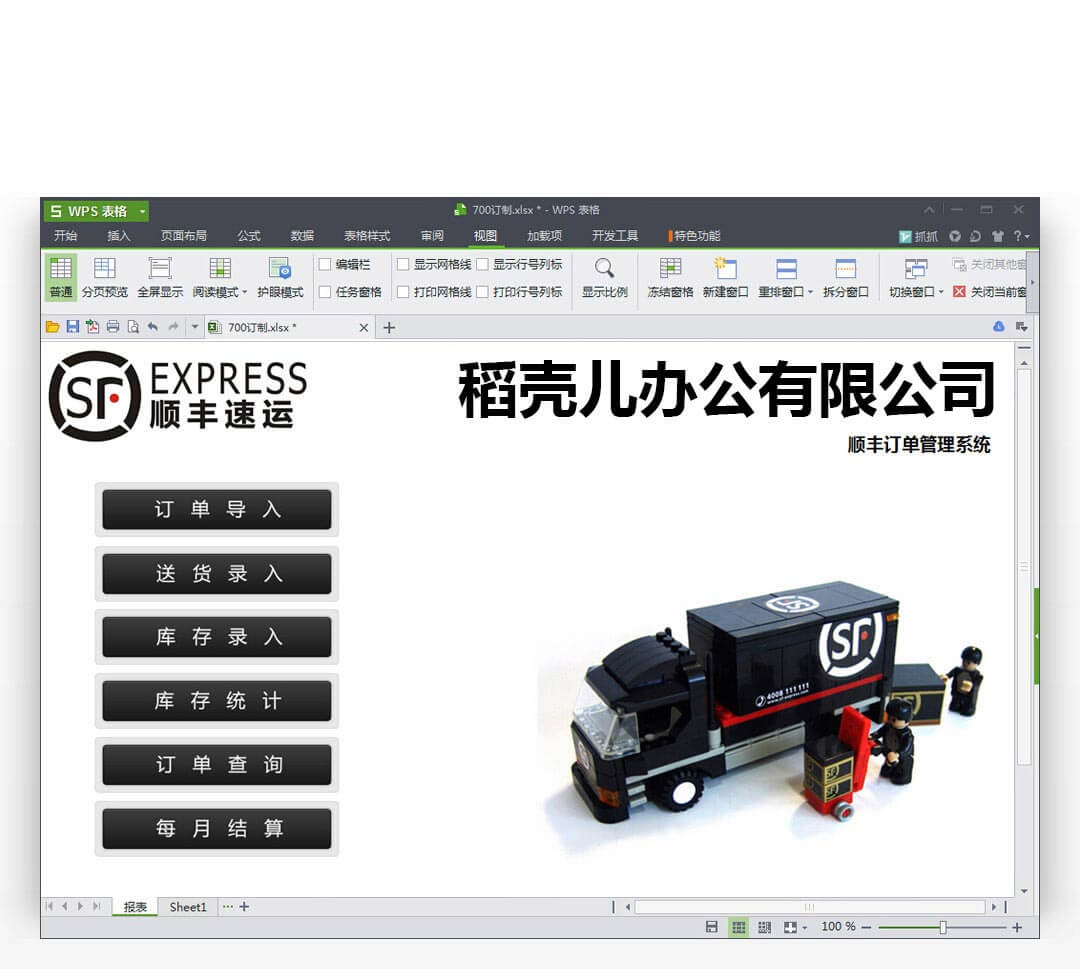 WPS 表格
700订制.xlsx * - WPS 表格
开始 插入 页面布局 公式 数据 表格样式 审阅 视图 加载项 开发工具 特色功能 抓抓 ?
编辑栏 显示网格线 显示行号列标 关闭其他窗
普通 分页预览 全屏显示 阅读模式 护眼模式 任务窗格 打印网格线 打印行号列标 显示比例 冻结窗格 新建窗口 重排窗口 拆分窗口 切换窗口 关闭当前窗
700订制.xlsx *
SF EXPRESS
顺丰速运
稻壳儿办公有限公司
顺丰订单管理系统
订单导入
送货录入
库存录入
库存统计
订单查询
每月结算
SF
SF
4008 111 111
www.sf-express.com
SF
SF
SF
报表 Sheet1 ···
100 %